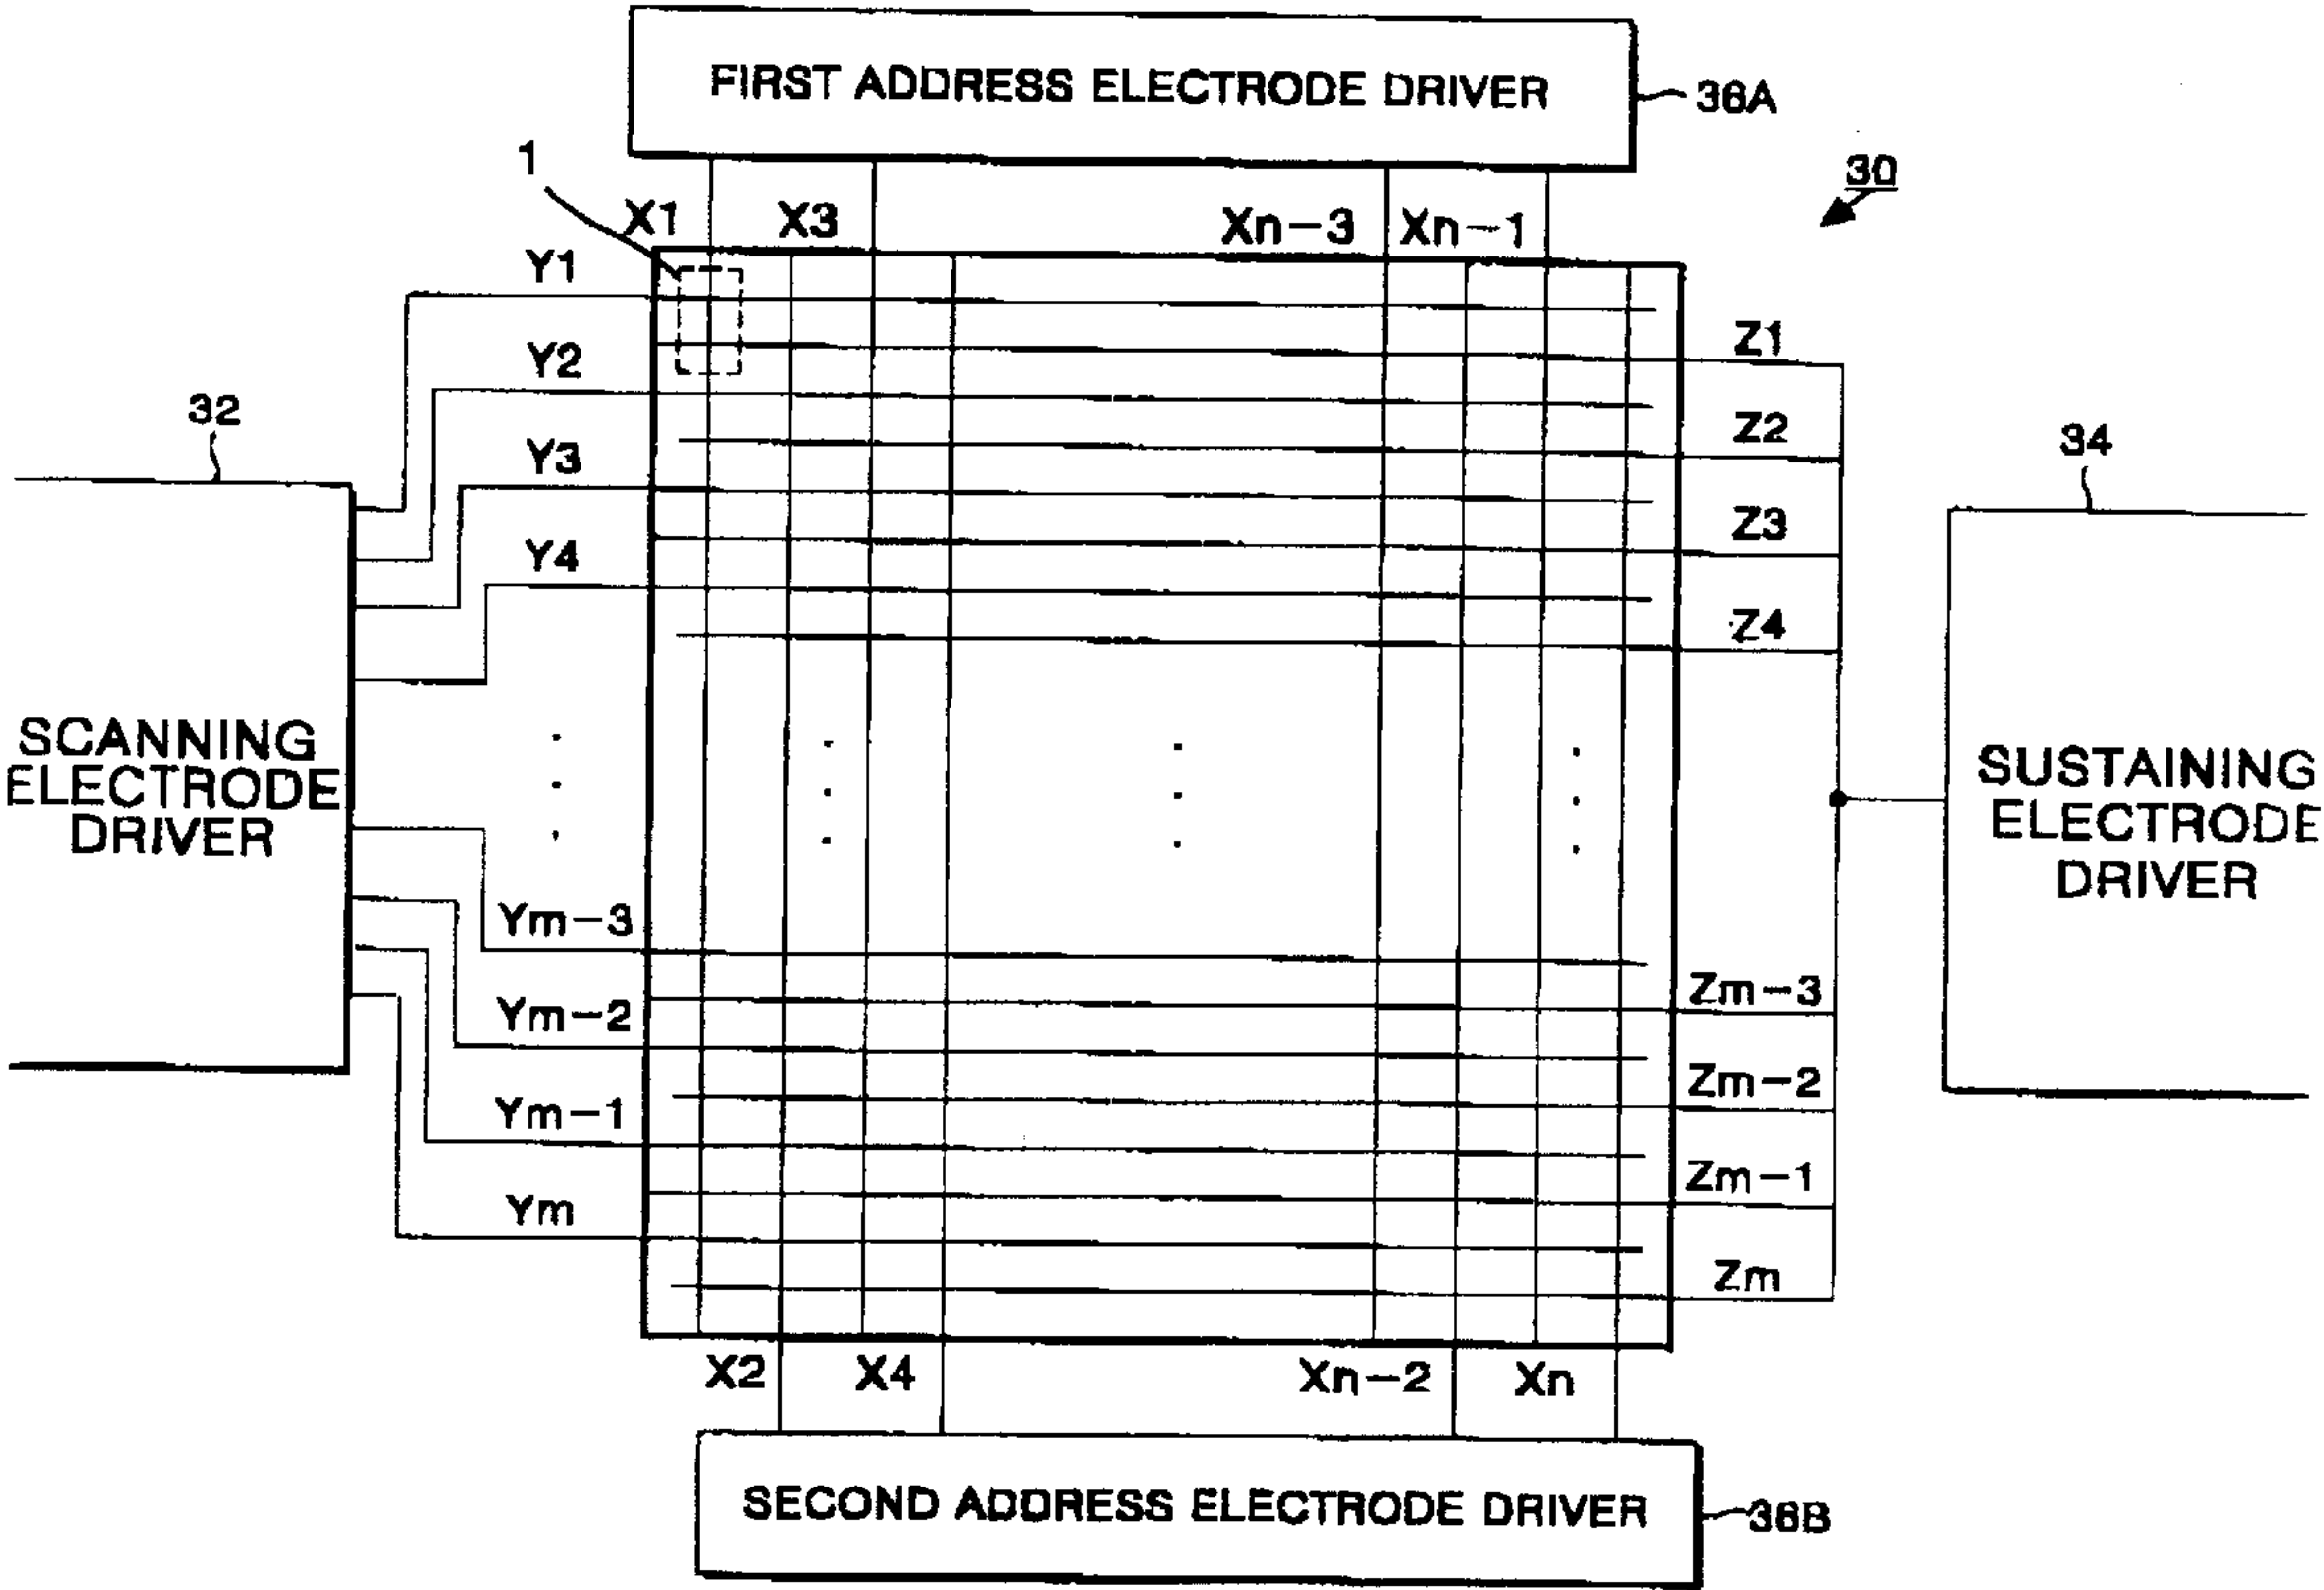 FIRST ADDRESS ELECTRODE DRIVER
36A
1
30
X1
X3
Xn-3
Xn-1
Y1
Z1
Y2
32
Z2
34
Y3
Z3
Y4
Z4
SCANNING
ELECTRODE
DRIVER
SUSTAINING
ELECTRODE
DRIVER
Ym-3
Zm-3
Ym-2
Zm-2
Ym-1
Zm-1
Ym
Zm
X2
X4
Xn-2
Xn
SECOND ADDRESS ELECTRODE DRIVER
36B